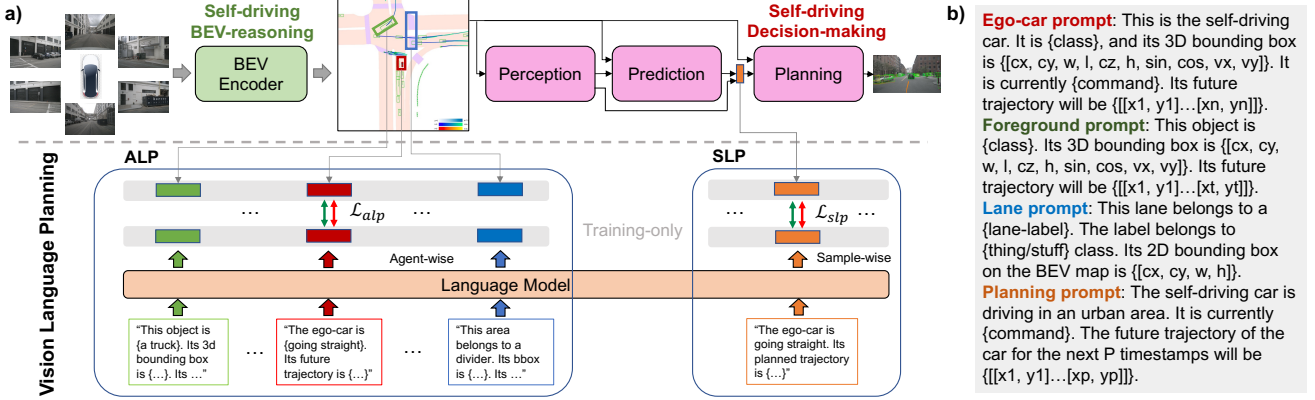 a)
Self-driving
BEV-reasoning
BEV
Encoder
Perception
Prediction
Self-driving
Decision-making
Planning
Vision Language Planning
ALP
SLP
... ...
ℒalp
Training-only
... ...
ℒslp
Agent-wise
Sample-wise
Language Model
“This object is
{a truck}. Its 3d
bounding box
is {…}. Its …”
...
“The ego-car is
{going straight}.
Its future
trajectory is {…}”
...
“This area
belongs to a
divider. Its bbox
is {…}. Its …”
“The ego-car is
going straight. Its
planned trajectory
is {…}”
b)
Ego-car prompt: This is the self-driving
car. It is {class}, and its 3D bounding box
is {[cx, cy, w, l, cz, h, sin, cos, vx, vy]}. It
is currently {command}. Its future
trajectory will be {[[x1, y1]…[xn, yn]]}.
Foreground prompt: This object is
{class}. Its 3D bounding box is {[cx, cy,
w, l, cz, h, sin, cos, vx, vy]}. Its future
trajectory will be {[[x1, y1]…[xt, yt]]}.
Lane prompt: This lane belongs to a
{lane-label}. The label belongs to
{thing/stuff} class. Its 2D bounding box
on the BEV map is {[cx, cy, w, h]}.
Planning prompt: The self-driving car is
driving in an urban area. It is currently
{command}. The future trajectory of the
car for the next P timestamps will be
{[[x1, y1]…[xp, yp]]}.